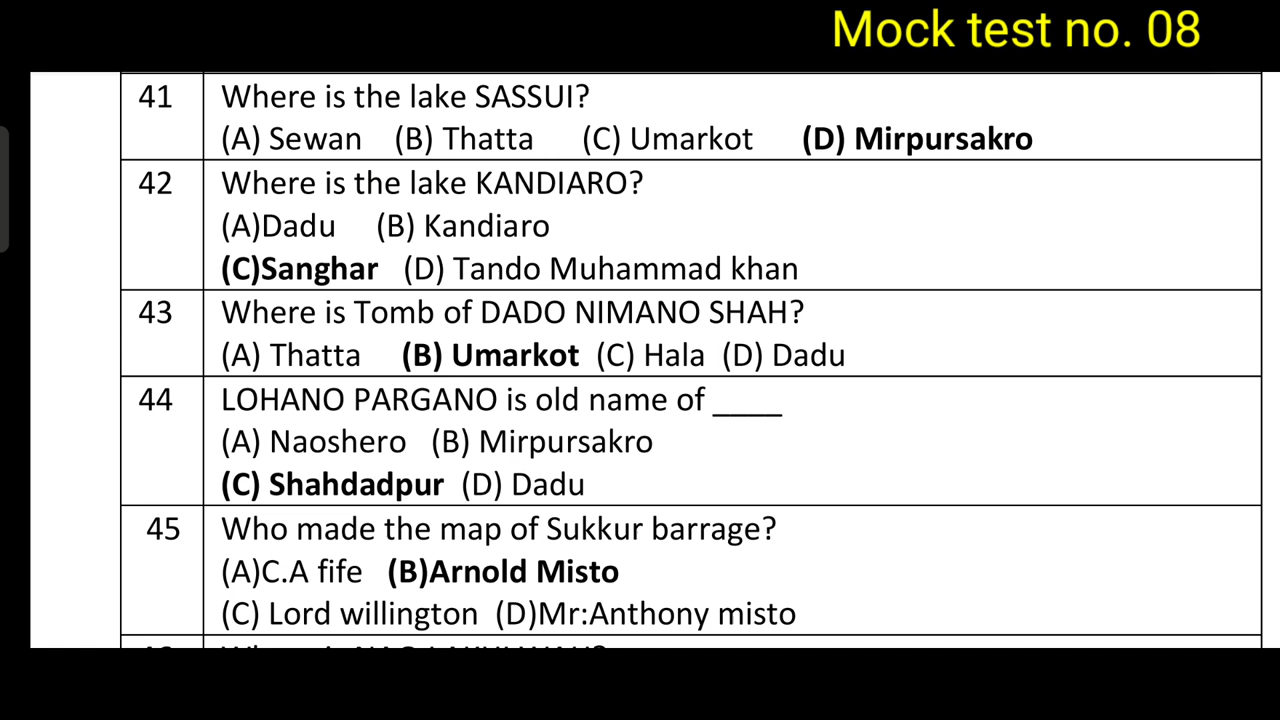 Mock test no. 08
41 Where is the lake SASSUI?
(A) Sewan (B) Thatta (C) Umarkot (D) Mirpursakro
42 Where is the lake KANDIARO?
(A)Dadu (B) Kandiaro
(C)Sanghar (D) Tando Muhammad khan
43 Where is Tomb of DADO NIMANO SHAH?
(A) Thatta (B) Umarkot (C) Hala (D) Dadu
44 LOHANO PARGANO is old name of ____
(A) Naoshero (B) Mirpursakro
(C) Shahdadpur (D) Dadu
45 Who made the map of Sukkur barrage?
(A)C.A fife (B)Arnold Misto
(C) Lord willington (D)Mr:Anthony misto